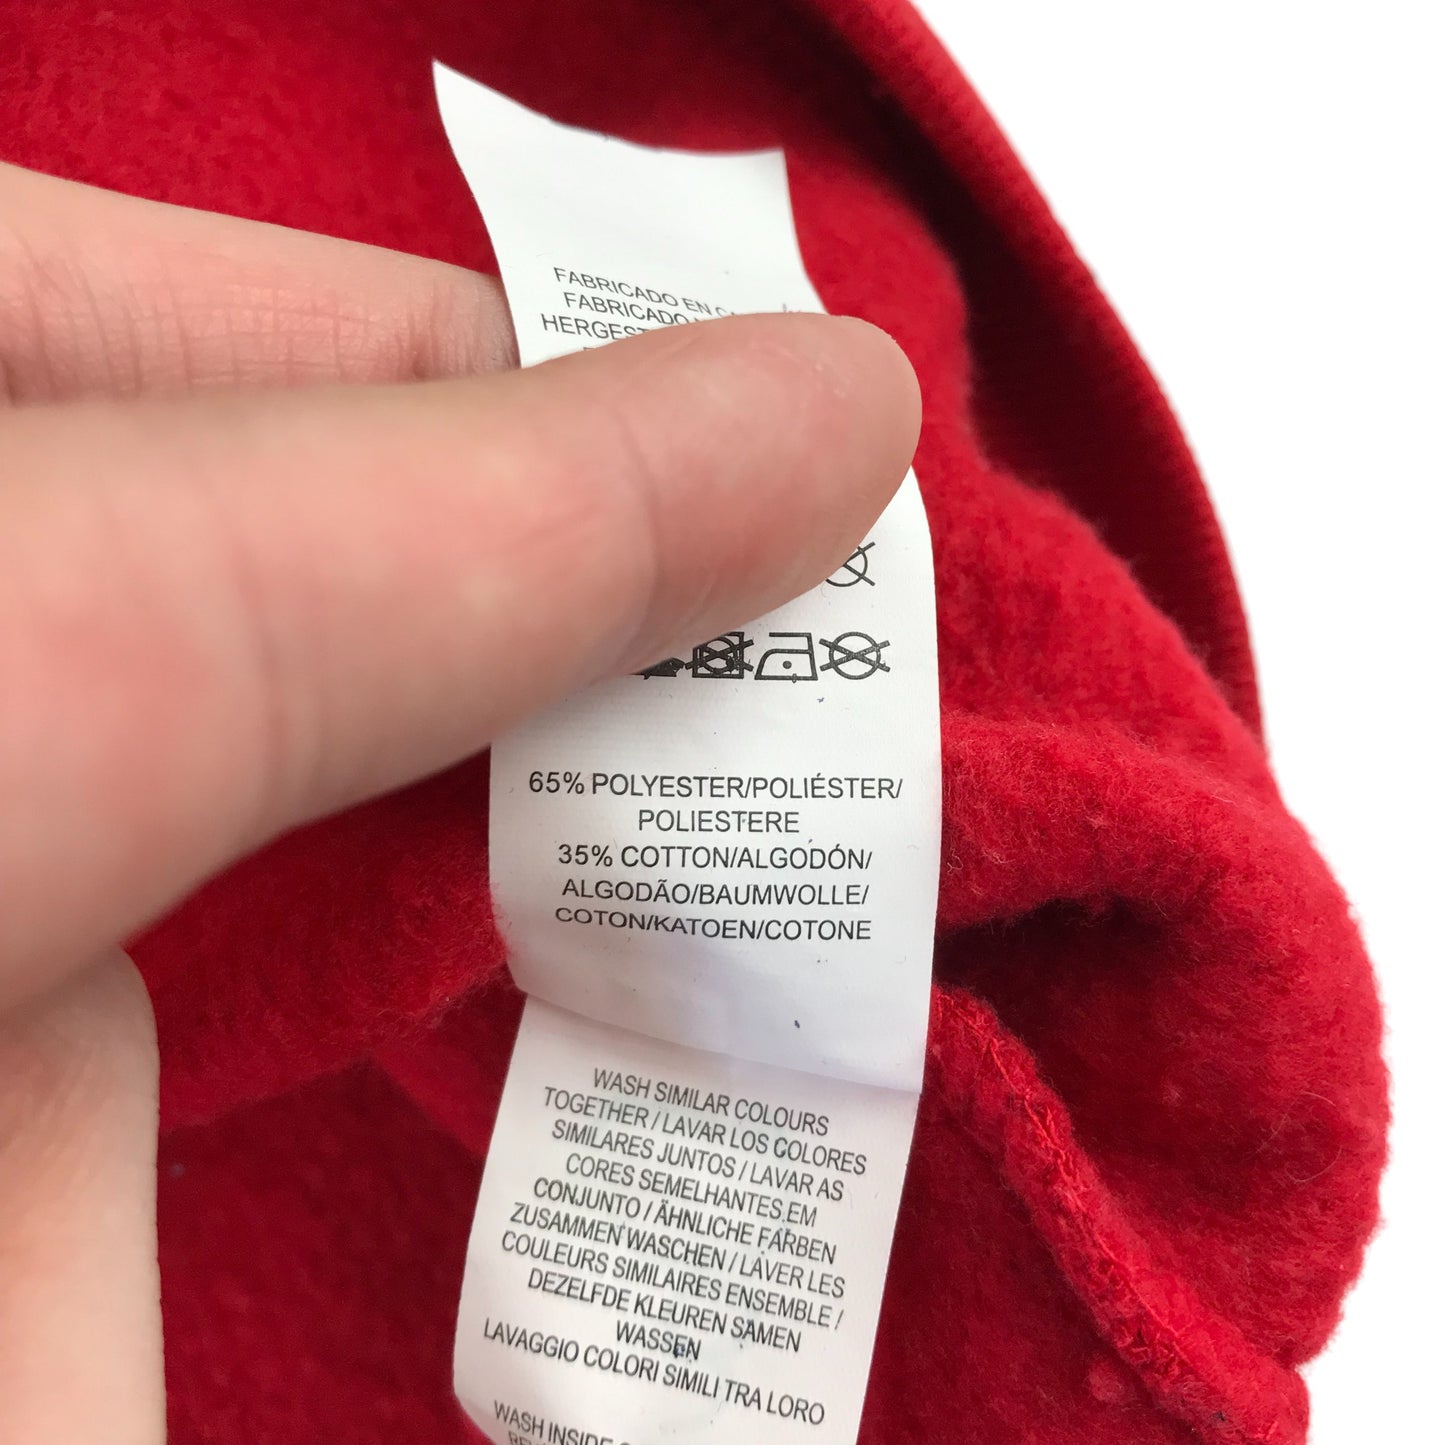 FABRICADO EN
FABRICADO
65% POLYESTER/POLIÉSTER/
POLIESTERE
35% COTTON/ALGODÓN/
ALGODÃO/BAUMWOLLE/
COTON/KATOEN/COTONE
WASH SIMILAR COLOURS
TOGETHER / LAVAR LOS COLORES
SIMILARES JUNTOS / LAVAR AS
CORES SEMELHANTES EM
CONJUNTO / ÄHNLICHE FARBEN
ZUSAMMEN WASCHEN / LAVER LES
COULEURS SIMILAIRES ENSEMBLE /
DEZELFDE KLEUREN SAMEN
WASSEN
LAVAGGIO COLORI SIMILI TRA LORO
WASH INSIDE